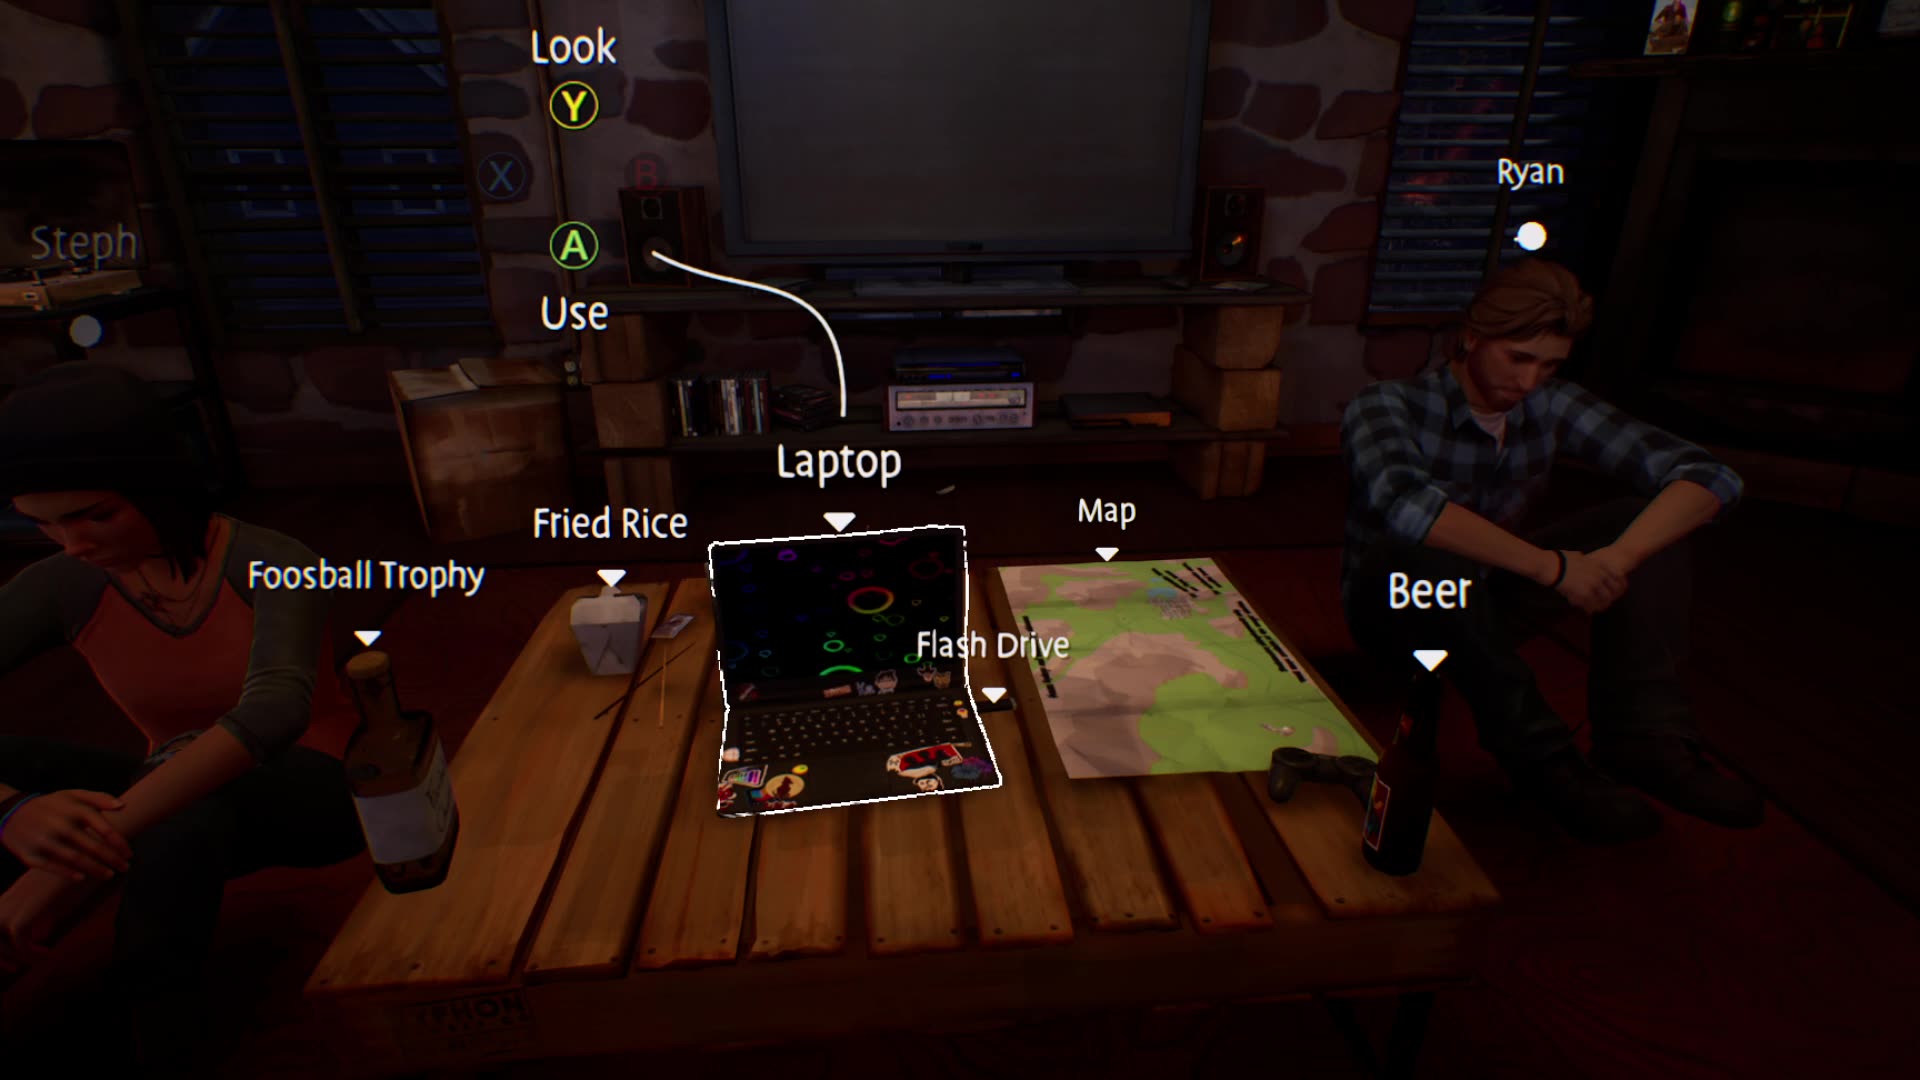 Look
Y
X
B
A
Use
Ryan
Steph
Laptop
Fried Rice
Map
Foosball Trophy
Beer
Flash Drive